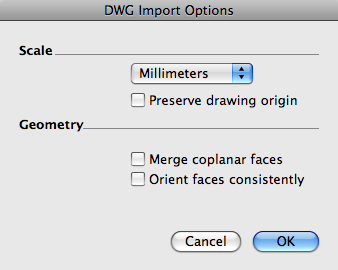 DWG Import Options
Scale
Millimeters
Preserve drawing origin
Geometry
Merge coplanar faces
Orient faces consistently
Cancel OK